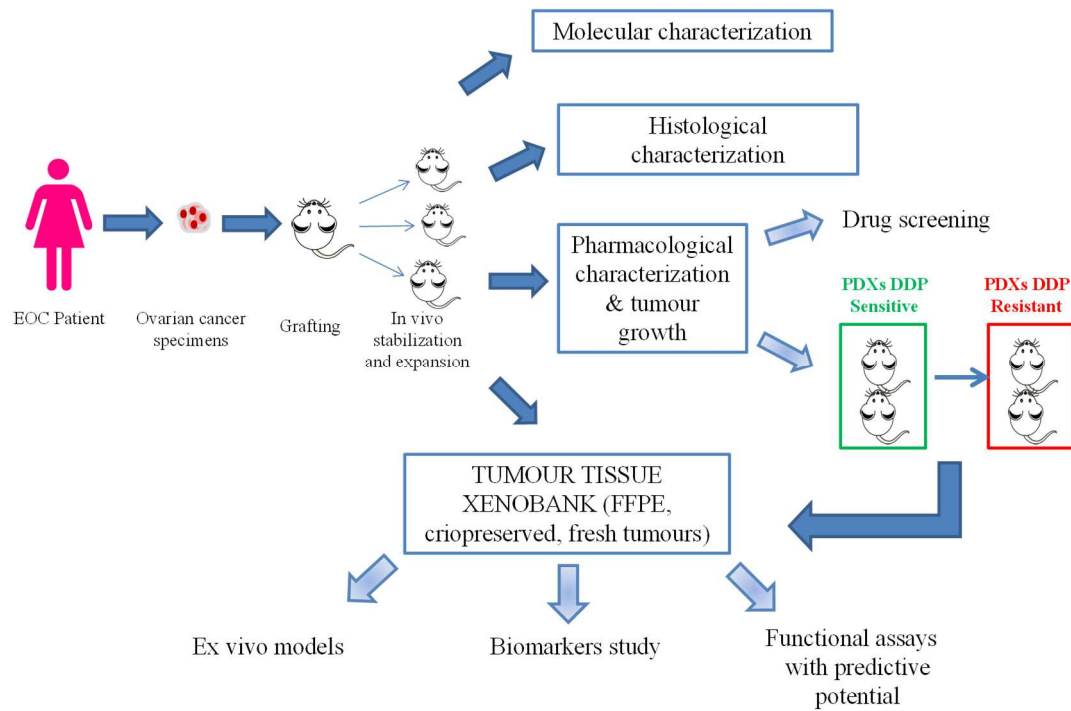 Molecular characterization
Histological
characterization
EOC Patient
Ovarian cancer
specimens
Grafting
In vivo
stabilization
and expansion
Pharmacological
characterization
& tumour
growth
Drug screening
PDXs DDP
Sensitive
PDXs DDP
Resistant
TUMOUR TISSUE
XENOBANK (FFPE,
criopreserved, fresh tumours)
Ex vivo models
Biomarkers study
Functional assays
with predictive
potential